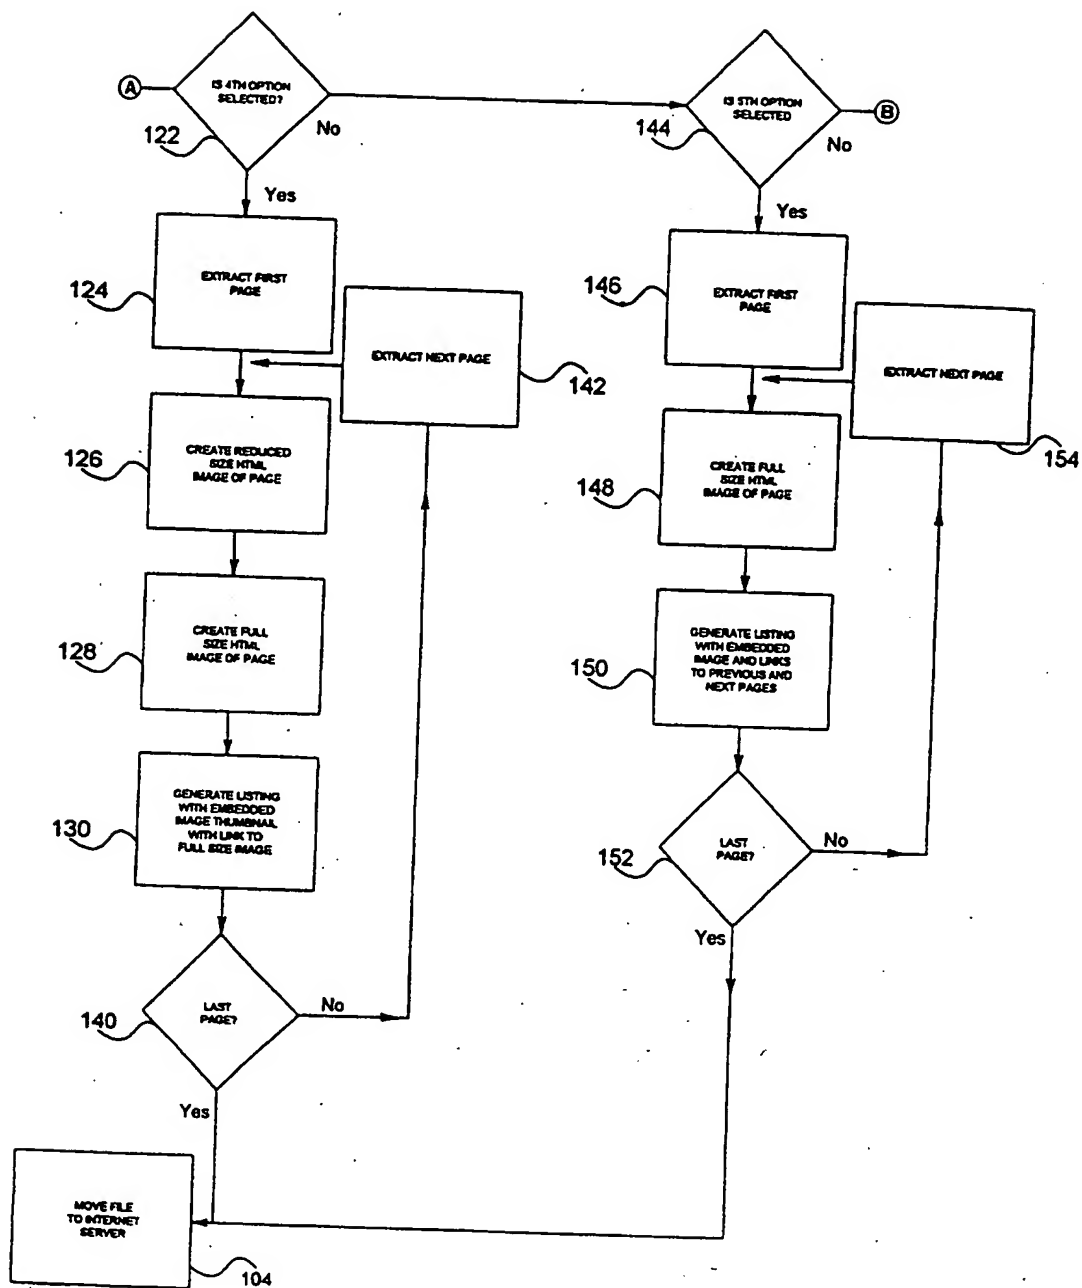 IS 4TH OPTION
SELECTED?
A
122
No
Yes
IS 5TH OPTION
SELECTED
B
144
No
Yes
EXTRACT FIRST
PAGE
124
EXTRACT NEXT PAGE
142
CREATE REDUCED
SIZE HTML
IMAGE OF PAGE
126
CREATE FULL
SIZE HTML
IMAGE OF PAGE
128
GENERATE LISTING
WITH EMBEDDED
IMAGE THUMBNAIL
WITH LINK TO
FULL SIZE IMAGE
130
LAST
PAGE?
140
No
Yes
EXTRACT FIRST
PAGE
146
EXTRACT NEXT PAGE
154
CREATE FULL
SIZE HTML
IMAGE OF PAGE
148
GENERATE LISTING
WITH EMBEDDED
IMAGE AND LINKS
TO PREVIOUS AND
NEXT PAGES
150
LAST
PAGE?
152
No
Yes
MOVE FILE
TO INTERNET
SERVER
104